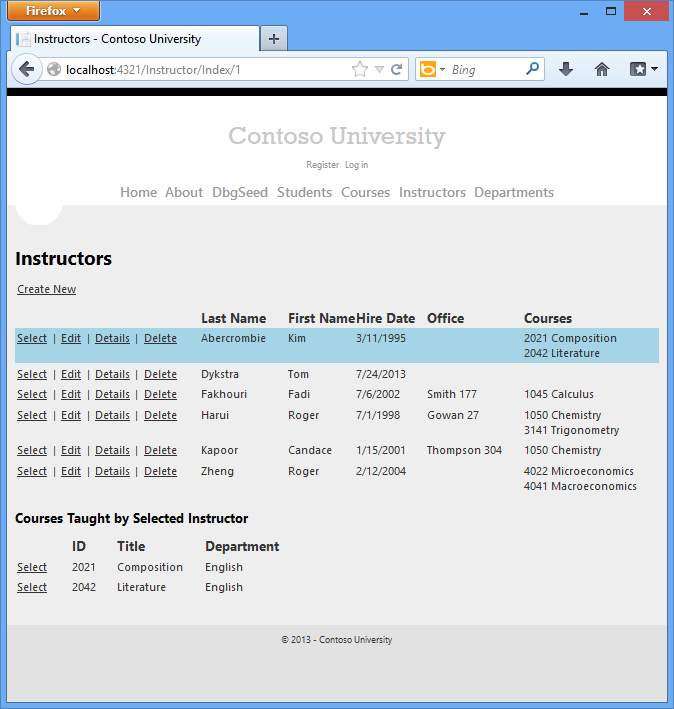 Firefox
Instructors - Contoso University
localhost:4321/Instructor/Index/1
Bing
Contoso University
Register Log in
Home About DbgSeed Students Courses Instructors Departments
Instructors
Create New
Last Name First Name Hire Date Office Courses
Select | Edit | Details | Delete Abercrombie Kim 3/11/1995 2021 Composition
2042 Literature
Select | Edit | Details | Delete Dykstra Tom 7/24/2013
Select | Edit | Details | Delete Fakhouri Fadi 7/6/2002 Smith 177 1045 Calculus
Select | Edit | Details | Delete Harui Roger 7/1/1998 Gowan 27 1050 Chemistry
3141 Trigonometry
Select | Edit | Details | Delete Kapoor Candace 1/15/2001 Thompson 304 1050 Chemistry
Select | Edit | Details | Delete Zheng Roger 2/12/2004 4022 Microeconomics
4041 Macroeconomics
Courses Taught by Selected Instructor
ID Title Department
Select 2021 Composition English
Select 2042 Literature English
© 2013 - Contoso University